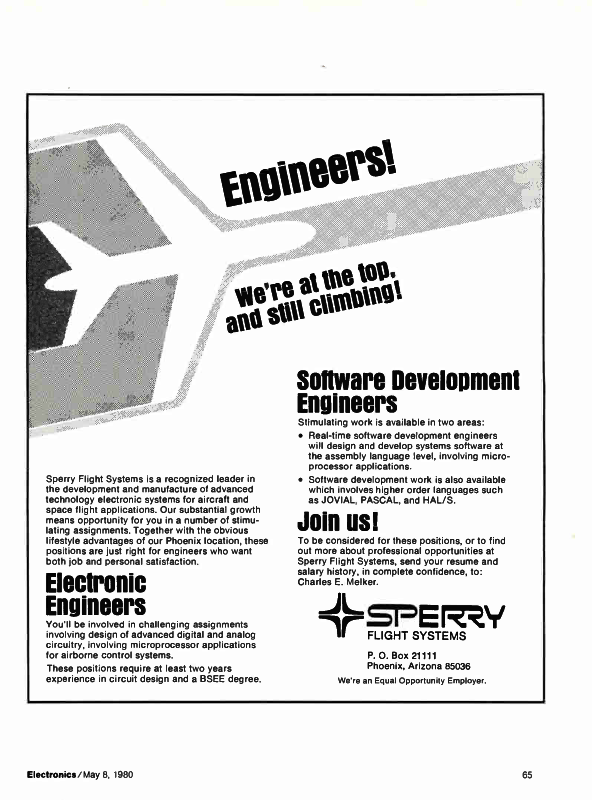 Engineers!
We're at the top,
and still climbing!
Sperry Flight Systems is a recognized leader in
the development and manufacture of advanced
technology electronic systems for aircraft and
space flight applications. Our substantial growth
means opportunity for you in a number of stimu-
lating assignments. Together with the obvious
lifestyle advantages of our Phoenix location, these
positions are just right for engineers who want
both job and personal satisfaction.
Electronic
Engineers
You'll be involved in challenging assignments
involving design of advanced digital and analog
circuitry, involving microprocessor applications
for airborne control systems.
These positions require at least two years
experience in circuit design and a BSEE degree.
Software Development
Engineers
Stimulating work is available in two areas:
• Real-time software development engineers
will design and develop systems software at
the assembly language level, involving micro-
processor applications.
• Software development work is also available
which involves higher order languages such
as JOVIAL, PASCAL, and HAL/S.
Join us!
To be considered for these positions, or to find
out more about professional opportunities at
Sperry Flight Systems, send your resume and
salary history, in complete confidence, to:
Charles E. Melker.
SPERRY
FLIGHT SYSTEMS
P. O. Box 21111
Phoenix, Arizona 85036
We're an Equal Opportunity Employer.
Electronics/May 8, 1980
65